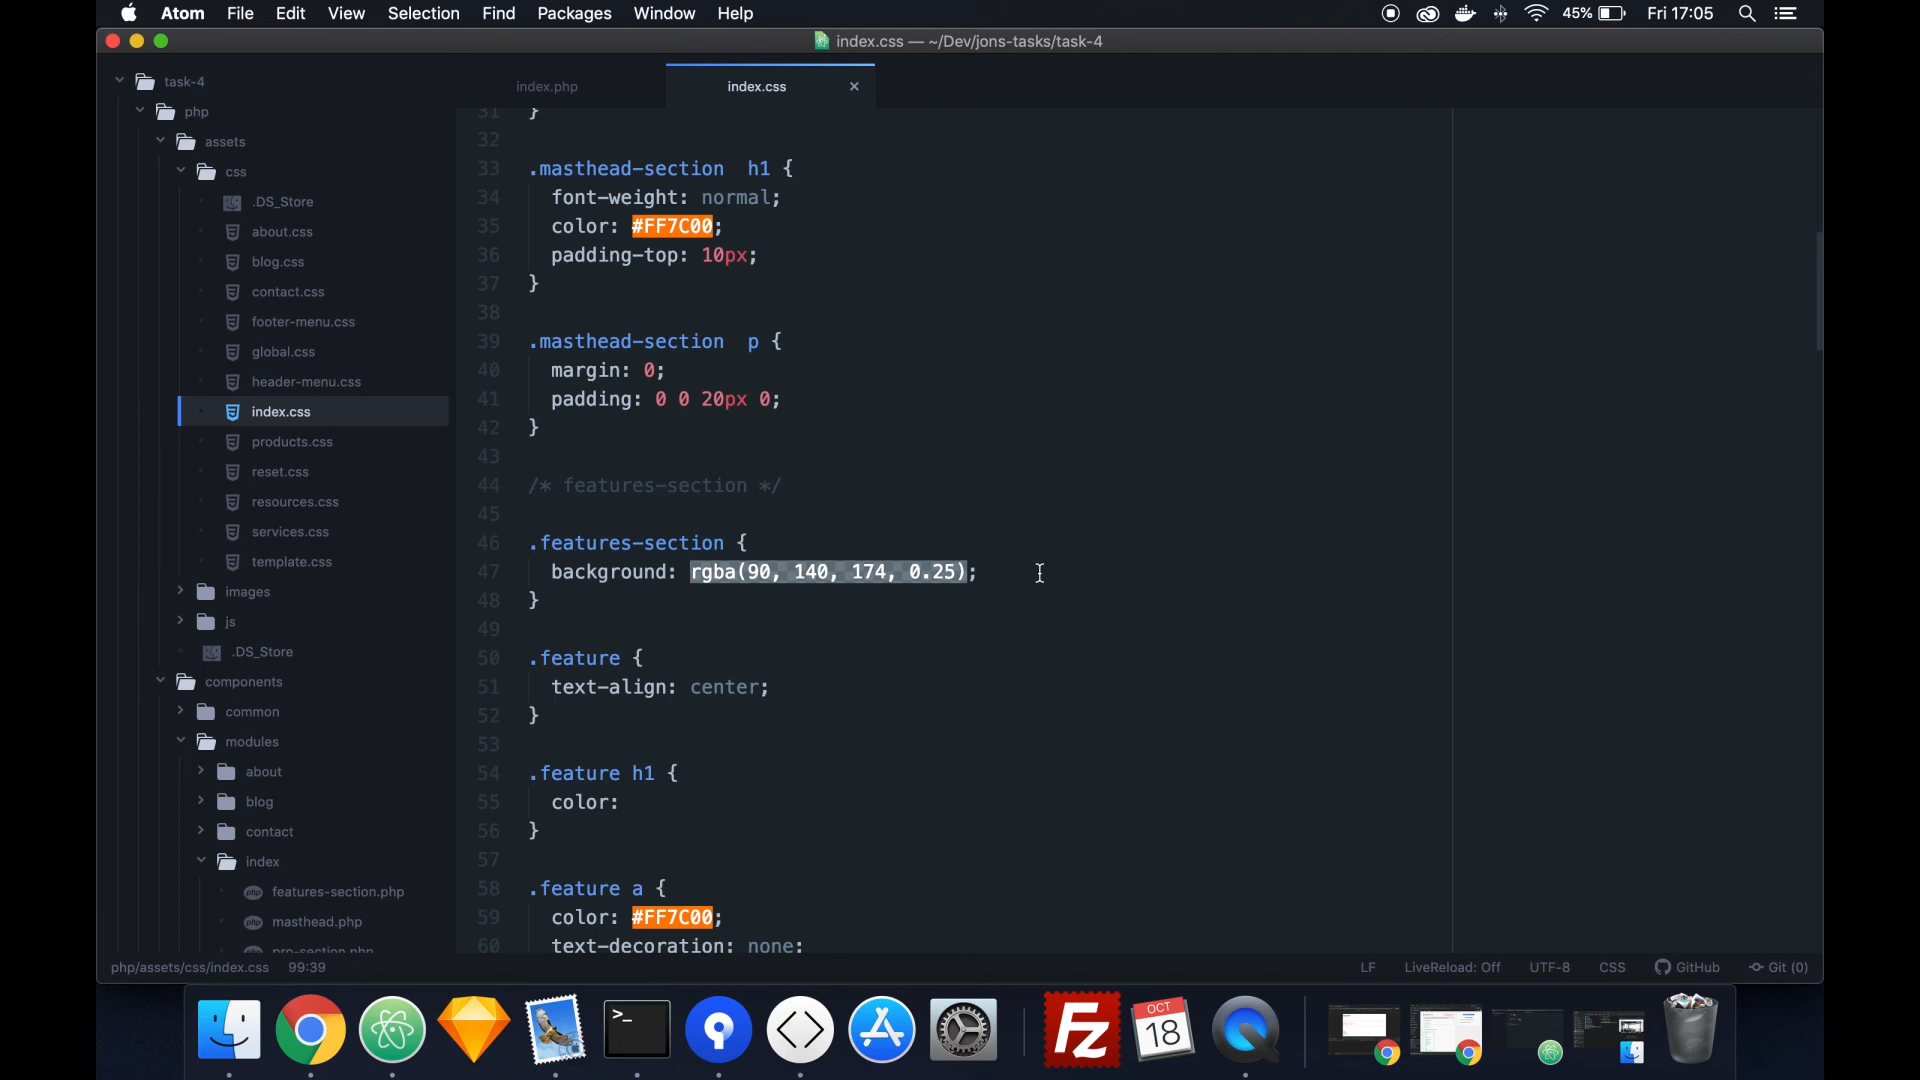 Atom File Edit View Selection Find Packages Window Help 45% Fri 17:05
index.css — ~/Dev/jons-tasks/task-4
index.php index.css
task-4
php
assets
css
.DS_Store
about.css
blog.css
contact.css
footer-menu.css
global.css
header-menu.css
index.css
products.css
reset.css
resources.css
services.css
template.css
images
js
.DS_Store
components
common
modules
about
blog
contact
index
features-section.php
masthead.php
pro-section.php
31 }
32
33 .masthead-section  h1 {
34 font-weight: normal;
35 color: #FF7C00;
36 padding-top: 10px;
37 }
38
39 .masthead-section  p {
40 margin: 0;
41 padding: 0 0 20px 0;
42 }
43
44 /* features-section */
45
46 .features-section {
47 background: rgba(90, 140, 174, 0.25);
48 }
49
50 .feature {
51 text-align: center;
52 }
53
54 .feature h1 {
55 color:
56 }
57
58 .feature a {
59 color: #FF7C00;
60 text-decoration: none;
php/assets/css/index.css 99:39 LF LiveReload: Off UTF-8 CSS GitHub Git (0)
>_
Fz
OCT
18